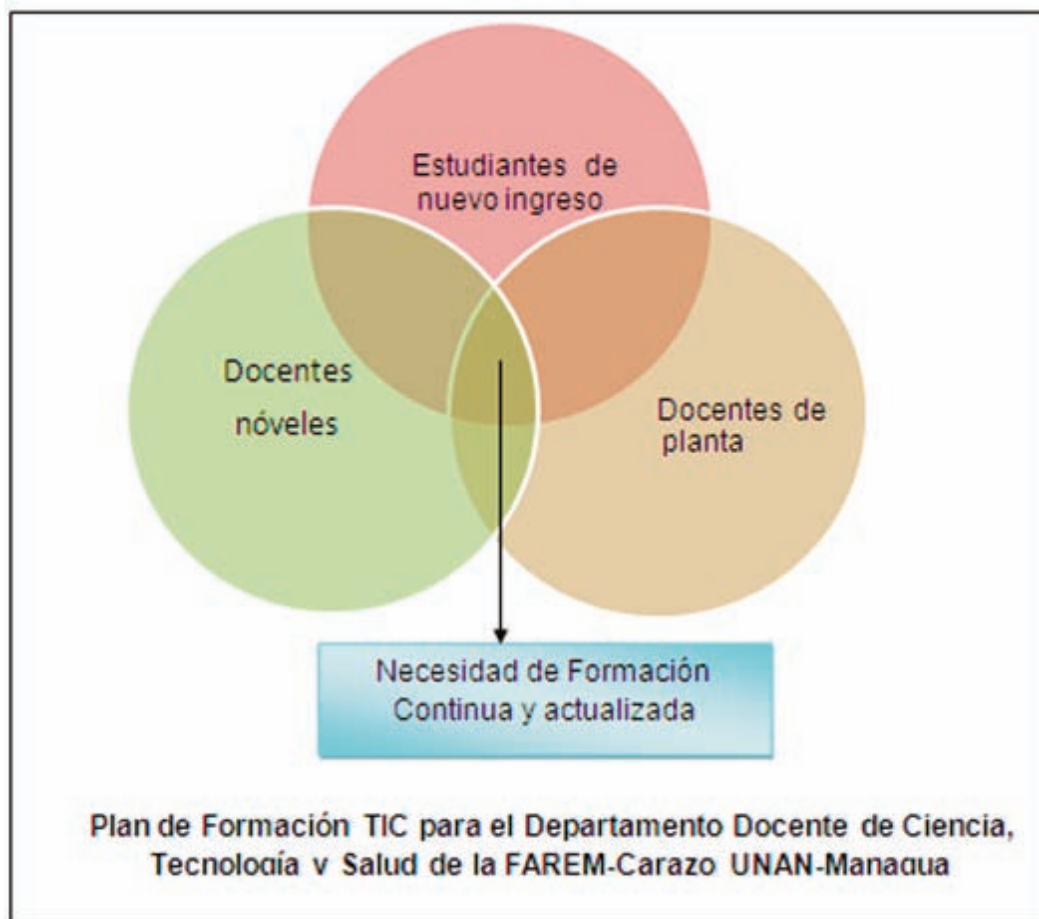 Estudiantes de
nuevo ingreso
Docentes
nóveles
Docentes de
planta
Necesidad de Formación
Continua y actualizada
Plan de Formación TIC para el Departamento Docente de Ciencia,
Tecnología y Salud de la FAREM-Carazo UNAN-Managua